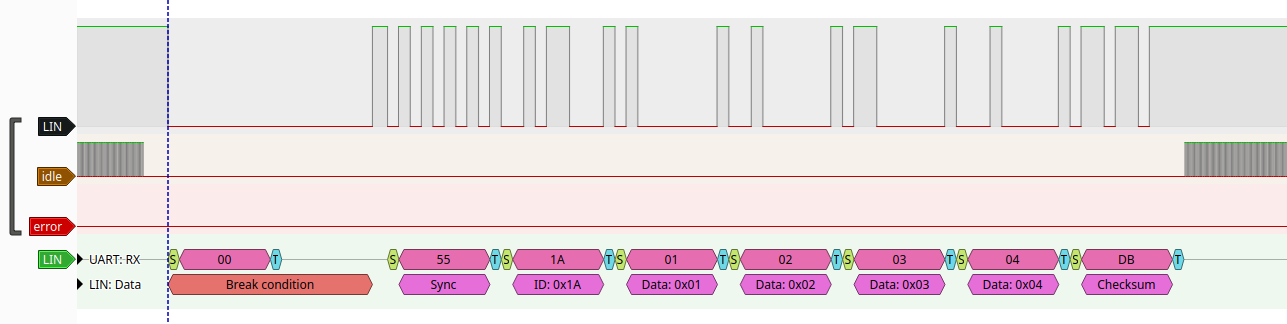 LIN
idle
error
LIN UART: RX S 00 T S 55 T S 1A T S 01 T S 02 T S 03 T S 04 T S DB T
LIN: Data Break condition Sync ID: 0x1A Data: 0x01 Data: 0x02 Data: 0x03 Data: 0x04 Checksum